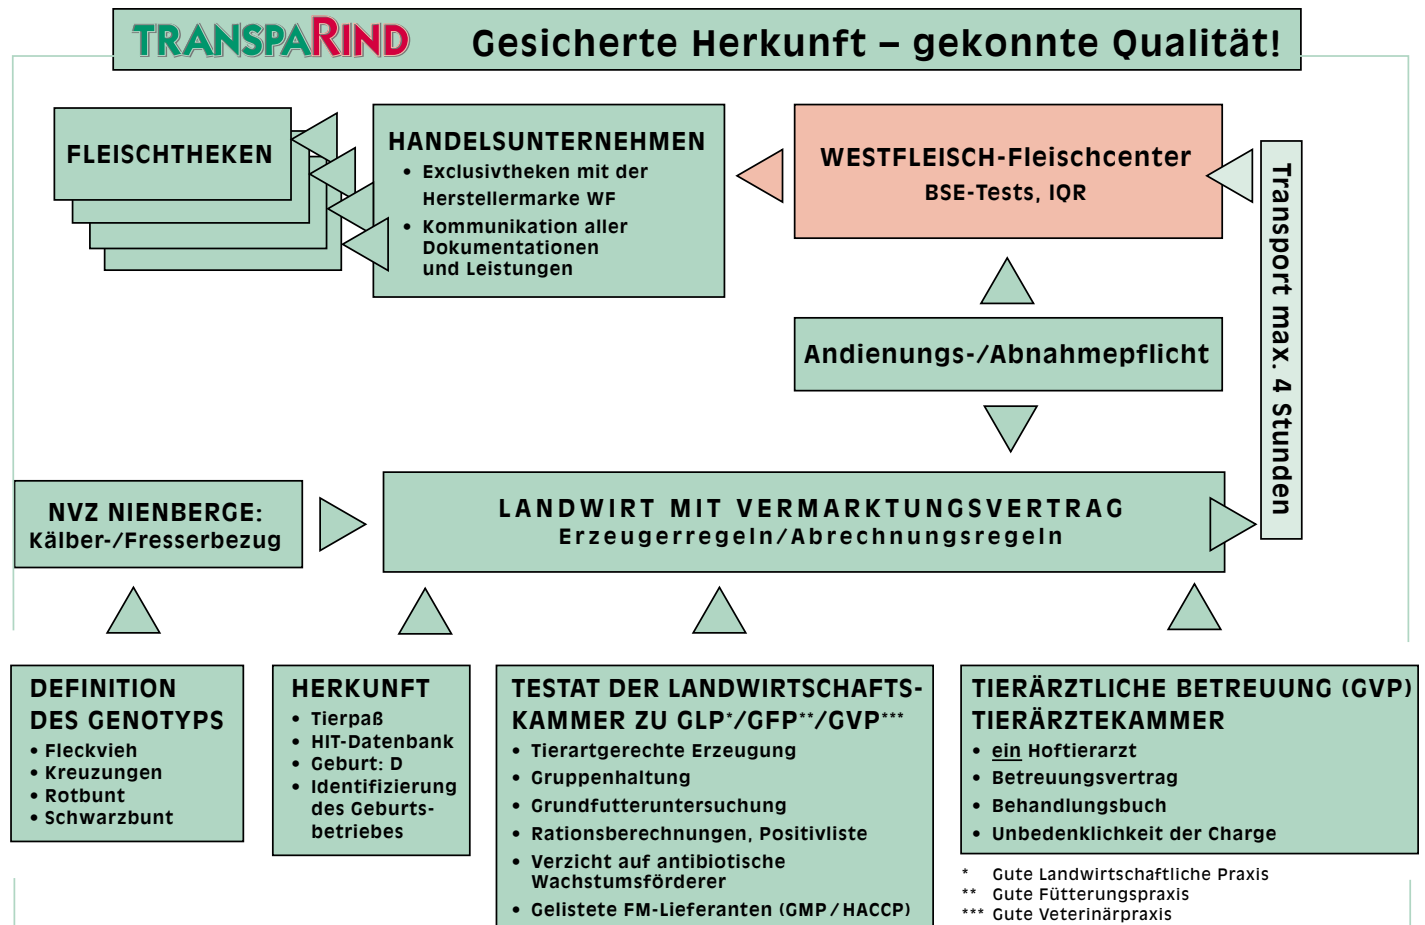 TRANSPARIND Gesicherte Herkunft – gekonnte Qualität!
FLEISCHTHEKEN
HANDELSUNTERNEHMEN
• Exclusivtheken mit der
Herstellermarke WF
• Kommunikation aller
Dokumentationen
und Leistungen
WESTFLEISCH-Fleischcenter
BSE-Tests, IQR
Transport max. 4 Stunden
Andienungs-/Abnahmepflicht
NVZ NIENBERGE:
Kälber-/Fresserbezug
LANDWIRT MIT VERMARKTUNGSVERTRAG
Erzeugerregeln/Abrechnungsregeln
DEFINITION
DES GENOTYPS
• Fleckvieh
• Kreuzungen
• Rotbunt
• Schwarzbunt
HERKUNFT
• Tierpaß
• HIT-Datenbank
• Geburt: D
• Identifizierung
des Geburts-
betriebes
TESTAT DER LANDWIRTSCHAFTS-
KAMMER ZU GLP*/GFP**/GVP***
• Tierartgerechte Erzeugung
• Gruppenhaltung
• Grundfutteruntersuchung
• Rationsberechnungen, Positivliste
• Verzicht auf antibiotische
Wachstumsförderer
• Gelistete FM-Lieferanten (GMP/HACCP)
TIERÄRZTLICHE BETREUUNG (GVP)
TIERÄRZTEKAMMER
• ein Hoftierarzt
• Betreuungsvertrag
• Behandlungsbuch
• Unbedenklichkeit der Charge
* Gute Landwirtschaftliche Praxis
** Gute Fütterungspraxis
*** Gute Veterinärpraxis